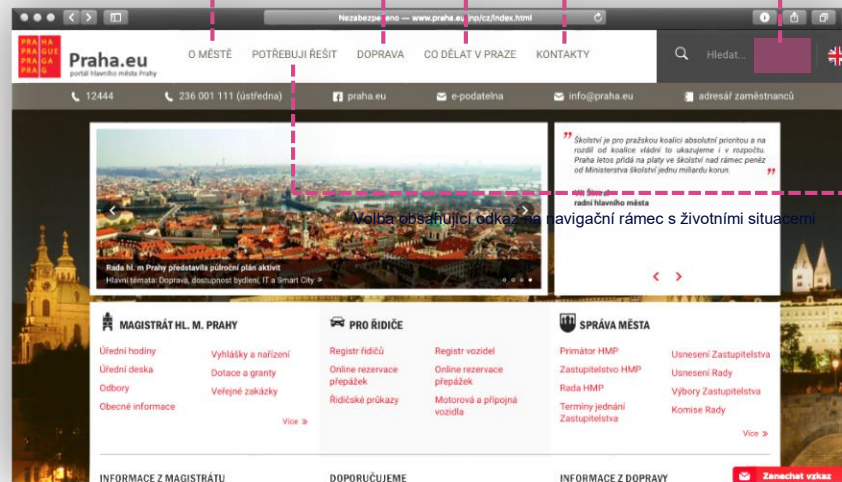 Nezabezpečeno — www.praha.eu/jnp/cz/index.html
PRA HA
PRA GUE
PRA GA
PRA G
Praha.eu
portál hlavního města Prahy
O MĚSTĚ POTŘEBUJI ŘEŠIT DOPRAVA CO DĚLAT V PRAZE KONTAKTY
Hledat...
12444 236 001 111 (ústředna) praha.eu e-podatelna info@praha.eu adresář zaměstnanců
Školství je pro pražskou koalici absolutní prioritou a na
rozdíl od koalice vládní to ukazujeme i v rozpočtu.
Praha letos přidá na platy ve školství nad rámec peněz
od Ministerstva školství jednu miliardu korun.
radní hlavního města
Volba obsahující odkaz na navigační rámec s životními situacemi
Rada hl. m Prahy představila půlroční plán aktivit
Hlavní témata: Doprava, dostupnost bydlení, IT a Smart City »
MAGISTRÁT HL. M. PRAHY
Úřední hodiny
Úřední deska
Odbory
Obecné informace
Vyhlášky a nařízení
Dotace a granty
Veřejné zakázky
Více »
PRO ŘIDIČE
Registr řidičů
Online rezervace
přepážek
Řidičské průkazy
Registr vozidel
Online rezervace
přepážek
Motorová a přípojná
vozidla
SPRÁVA MĚSTA
Primátor HMP
Zastupitelstvo HMP
Rada HMP
Termíny jednání
Zastupitelstva
Usnesení Zastupitelstva
Usnesení Rady
Výbory Zastupitelstva
Komise Rady
Více »
INFORMACE Z MAGISTRÁTU DOPORUČUJEME INFORMACE Z DOPRAVY
Zanechat vzkaz